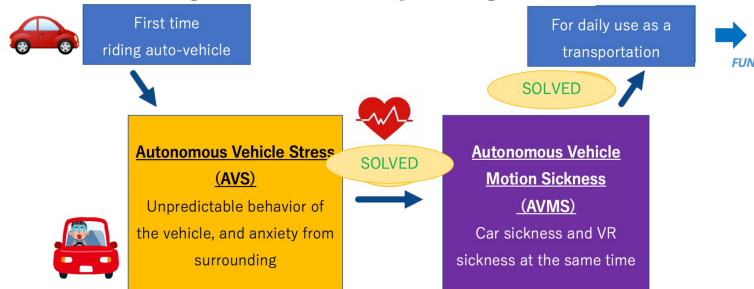 First time
riding auto-vehicle
For daily use as a
transportation
FUN
SOLVED
Autonomous Vehicle Stress
(AVS)
Unpredictable behavior of
the vehicle, and anxiety from
surrounding
SOLVED
Autonomous Vehicle
Motion Sickness
(AVMS)
Car sickness and VR
sickness at the same time